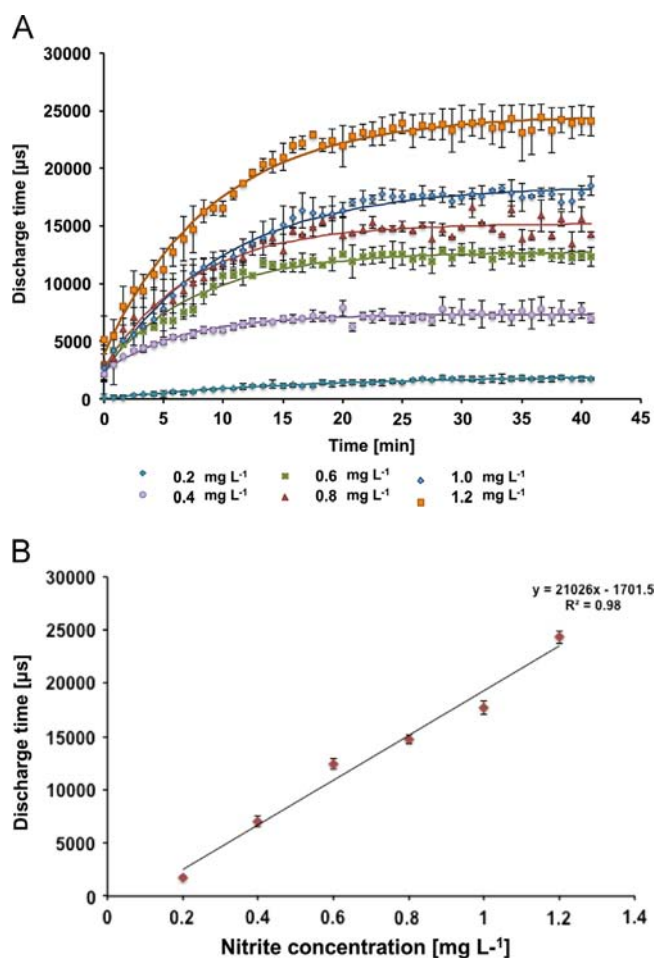 A
30000
25000
20000
15000
10000
5000
0
Discharge time [µs]
0 5 10 15 20 25 30 35 40 45
Time [min]
0.2 mg L⁻¹ 0.6 mg L⁻¹ 1.0 mg L⁻¹
0.4 mg L⁻¹ 0.8 mg L⁻¹ 1.2 mg L⁻¹
B
30000
25000
20000
15000
10000
5000
0
Discharge time [µs]
y = 21026x - 1701.5
R² = 0.98
0 0.2 0.4 0.6 0.8 1 1.2 1.4
Nitrite concentration [mg L-¹]